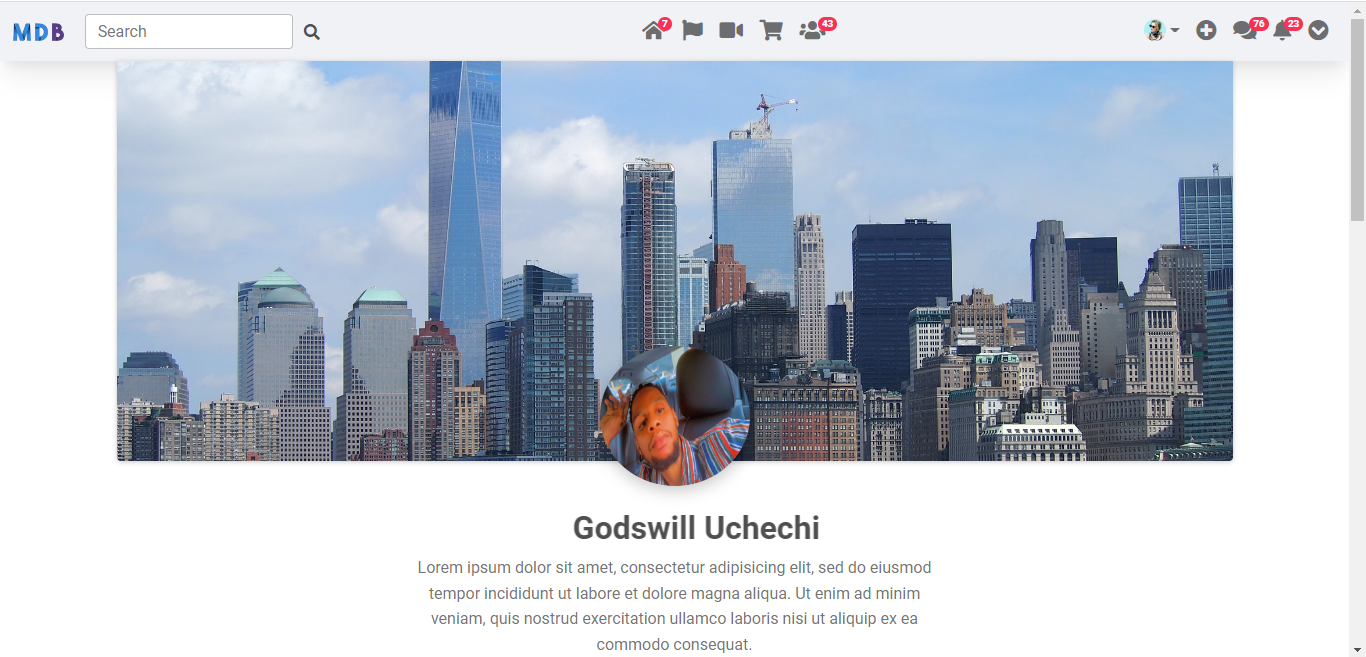 MDB
Search
7
43
76
23
Godswill Uchechi
Lorem ipsum dolor sit amet, consectetur adipisicing elit, sed do eiusmod
tempor incididunt ut labore et dolore magna aliqua. Ut enim ad minim
veniam, quis nostrud exercitation ullamco laboris nisi ut aliquip ex ea
commodo consequat.